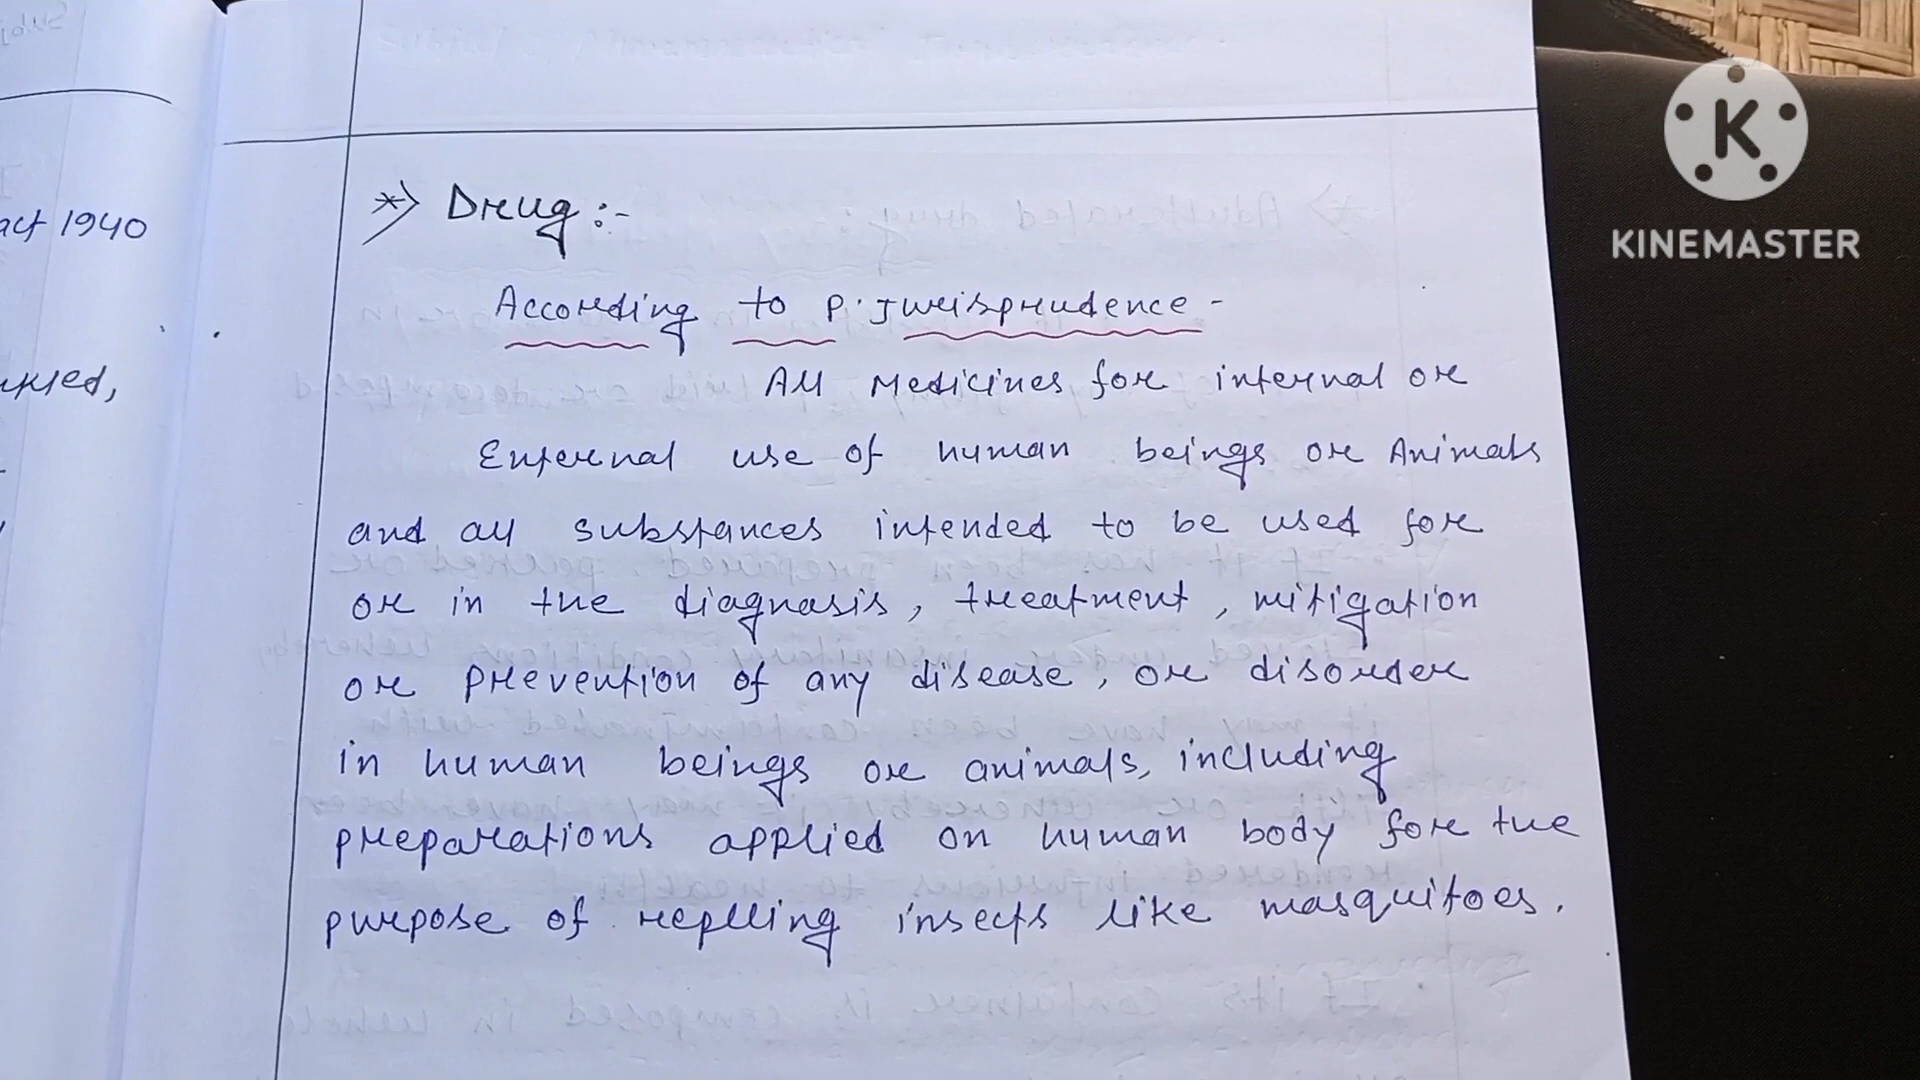 act 1940
*> Drug:-
According to P. Jurisprudence -
All Medicines for internal or
External use of human beings or Animals
and all substances intended to be used for
or in the diagnosis, treatment, mitigation
or prevention of any disease, or disorder
in human beings or animals, including
preparations applied on human body for the
purpose of replling insects like masquitoes.
KINEMASTER